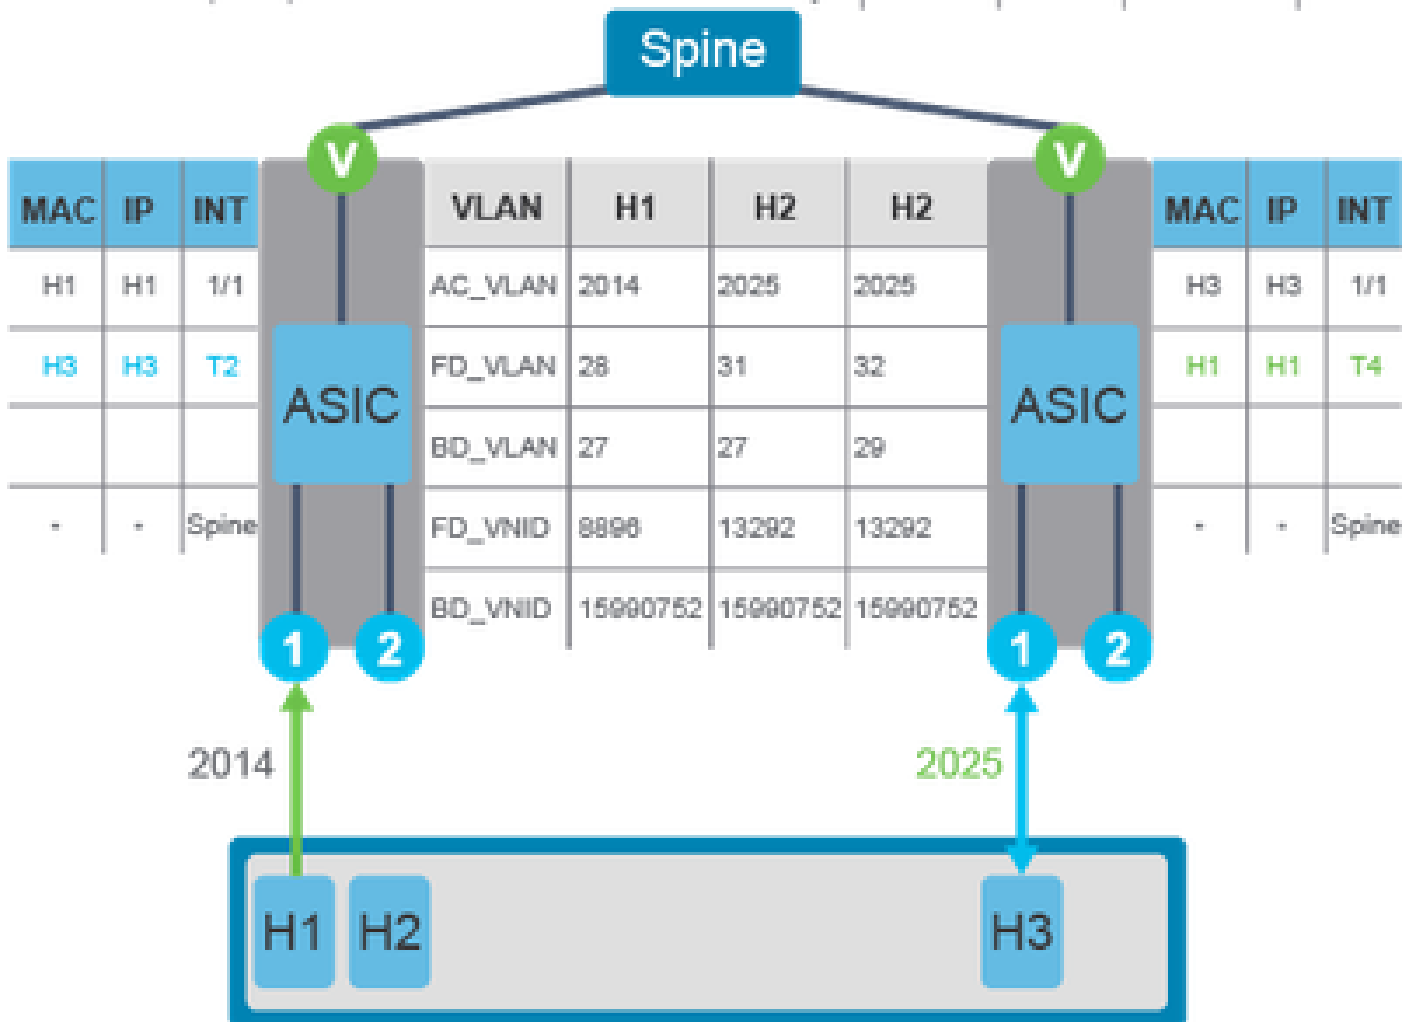 Spine
V V
MAC IP INT
H1 H1 1/1
H3 H3 T2
- - Spine
ASIC
VLAN H1 H2 H2
AC_VLAN 2014 2025 2025
FD_VLAN 28 31 32
BD_VLAN 27 27 29
FD_VNID 8896 13292 13292
BD_VNID 15990752 15990752 15990752
ASIC
MAC IP INT
H3 H3 1/1
H1 H1 T4
- - Spine
1 2 1 2
2014 2025
H1 H2 H3